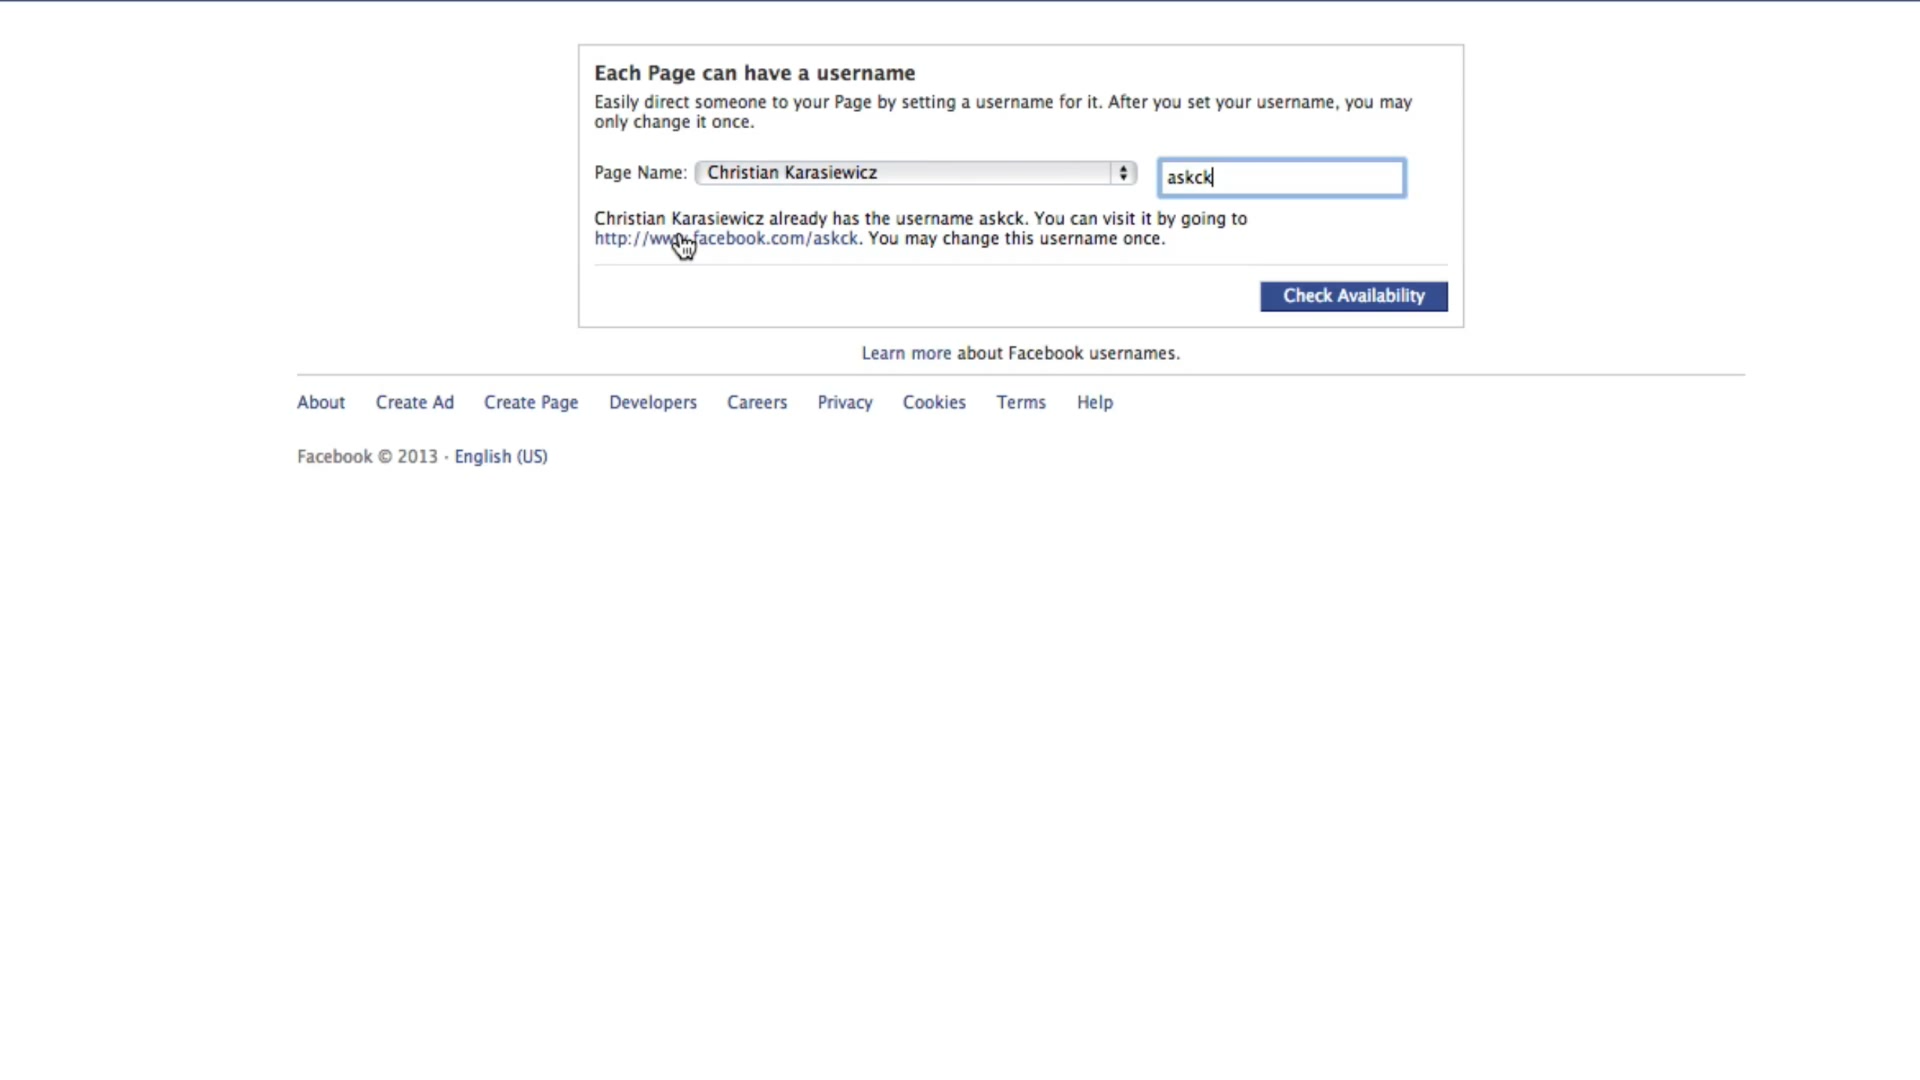 Each Page can have a username
Easily direct someone to your Page by setting a username for it. After you set your username, you may
only change it once.
Page Name: Christian Karasiewicz askck
Christian Karasiewicz already has the username askck. You can visit it by going to
http://www.facebook.com/askck. You may change this username once.
Check Availability
Learn more about Facebook usernames.
About Create Ad Create Page Developers Careers Privacy Cookies Terms Help
Facebook © 2013 · English (US)